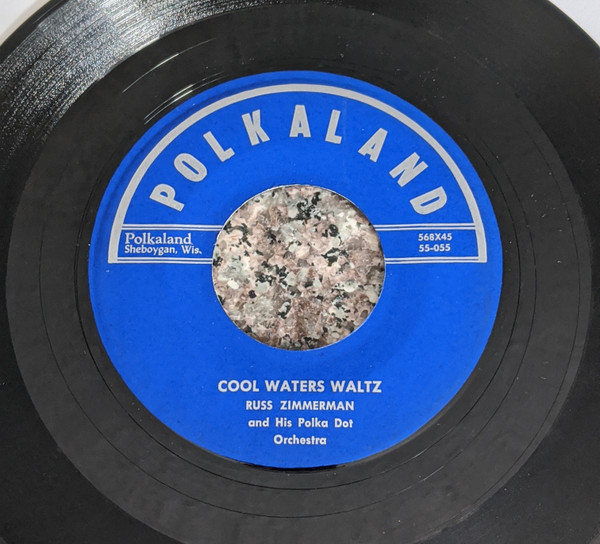 POLKALAND
Polkaland
Sheboygan, Wis.
568X45
55-055
COOL WATERS WALTZ
RUSS ZIMMERMAN
and His Polka Dot
Orchestra